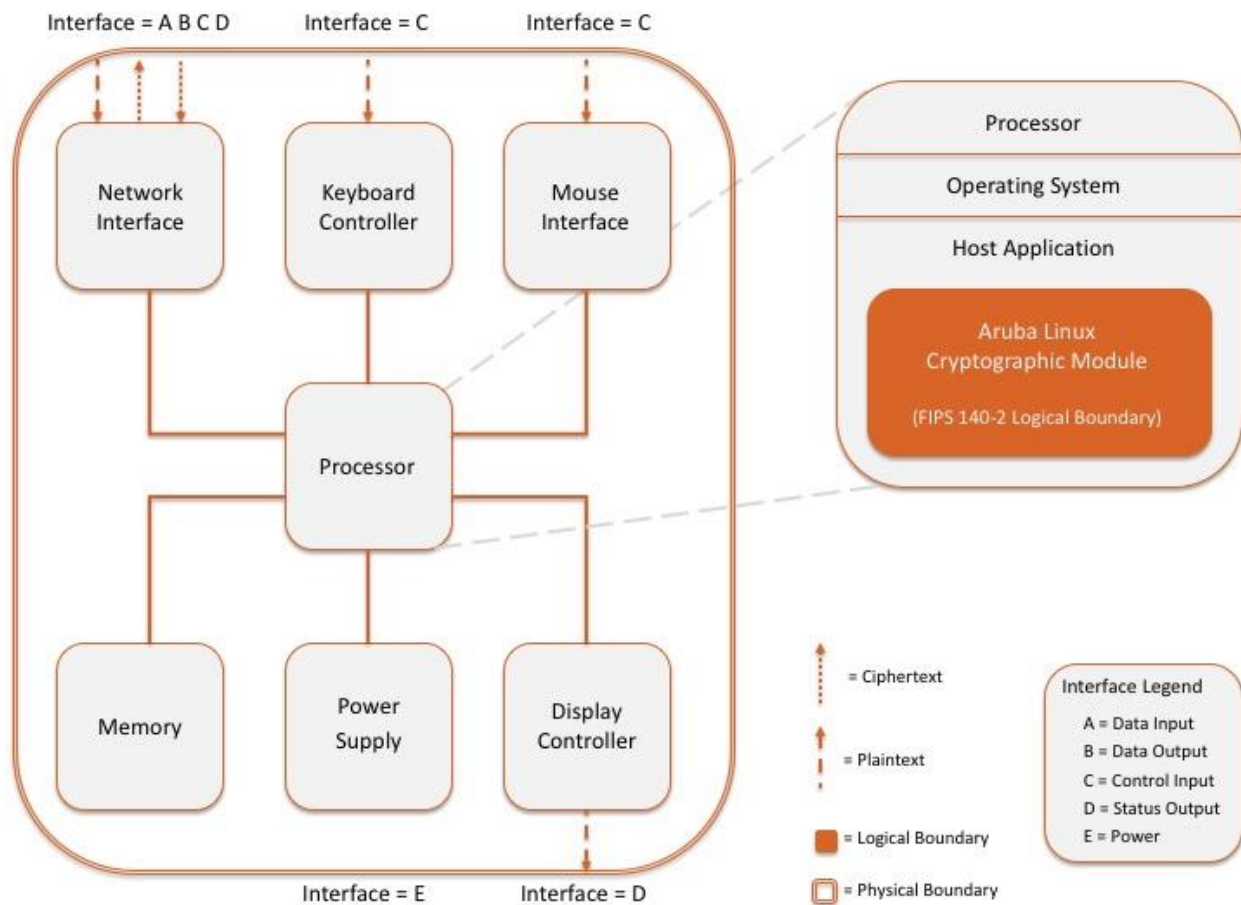 Interface = A B C D
Interface = C
Interface = C
Network
Interface
Keyboard
Controller
Mouse
Interface
Processor
Memory
Power
Supply
Display
Controller
Interface = E
Interface = D
Processor
Operating System
Host Application
Aruba Linux
Cryptographic Module
(FIPS 140-2 Logical Boundary)
= Ciphertext
= Plaintext
= Logical Boundary
= Physical Boundary
Interface Legend
A = Data Input
B = Data Output
C = Control Input
D = Status Output
E = Power